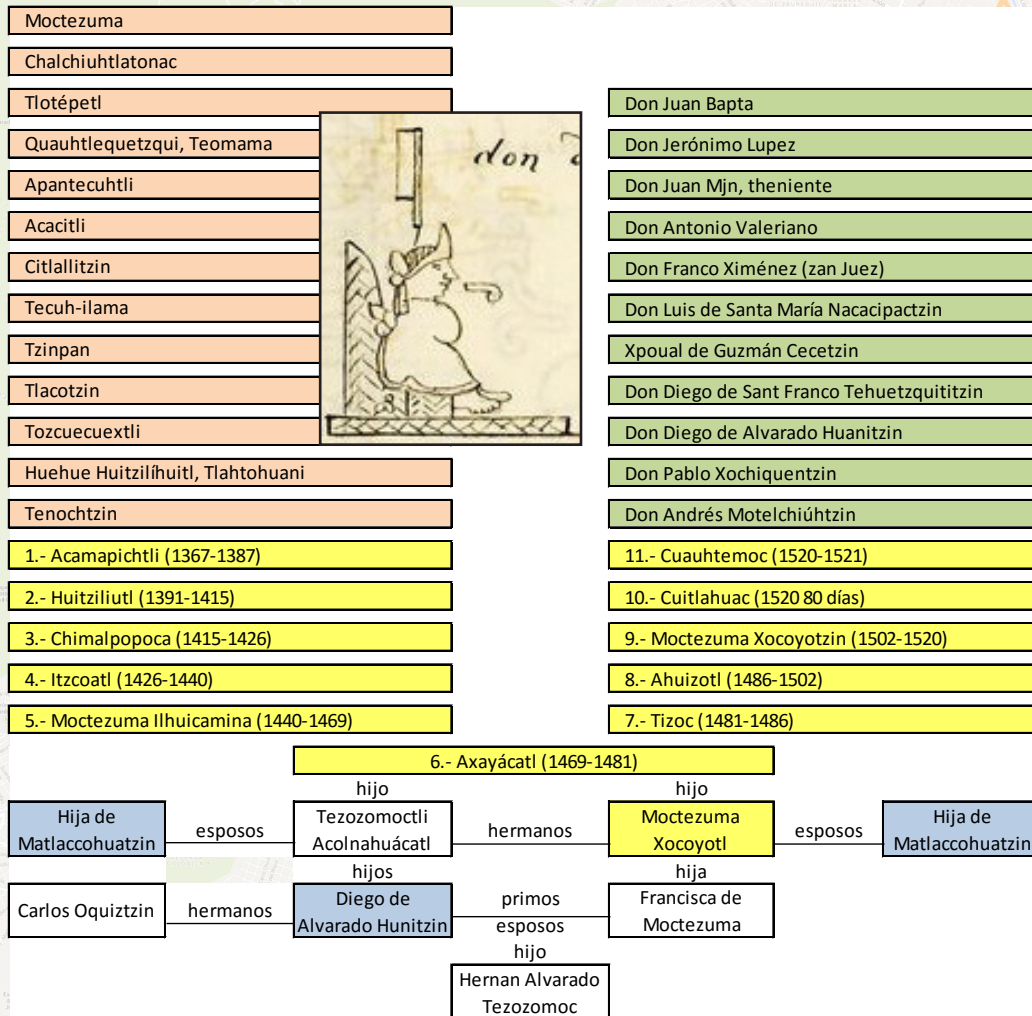 Moctezuma
Chalchiuhtlatonac
Tlotépetl
Quauhtlequetzqui, Teomama
Apantecuhtli
Acacitli
Citlallitzin
Tecuh-ilama
Tzinpan
Tlacotzin
Tozcuecuextli
Huehue Huitzilíhuitl, Tlahtohuani
Tenochtzin
1.- Acamapichtli (1367-1387)
2.- Huitziliutl (1391-1415)
3.- Chimalpopoca (1415-1426)
4.- Itzcoatl (1426-1440)
5.- Moctezuma Ilhuicamina (1440-1469)
don
Don Juan Bapta
Don Jerónimo Lupez
Don Juan Mjn, theniente
Don Antonio Valeriano
Don Franco Ximénez (zan Juez)
Don Luis de Santa María Nacacipactzin
Xpoual de Guzmán Cecetzin
Don Diego de Sant Franco Tehuetzquititzin
Don Diego de Alvarado Huanitzin
Don Pablo Xochiquentzin
Don Andrés Motelchiúhtzin
11.- Cuauhtemoc (1520-1521)
10.- Cuitlahuac (1520 80 días)
9.- Moctezuma Xocoyotzin (1502-1520)
8.- Ahuizotl (1486-1502)
7.- Tizoc (1481-1486)
6.- Axayácatl (1469-1481)
hijo
hijo
Hija de
Matlaccohuatzin
esposos
Tezozomoctli
Acolnahuácatl
hermanos
Moctezuma
Xocoyotl
esposos
Hija de
Matlaccohuatzin
hijos
hija
Carlos Oquiztzin
hermanos
Diego de
Alvarado Hunitzin
primos
esposos
Francisca de
Moctezuma
hijo
Hernan Alvarado
Tezozomoc